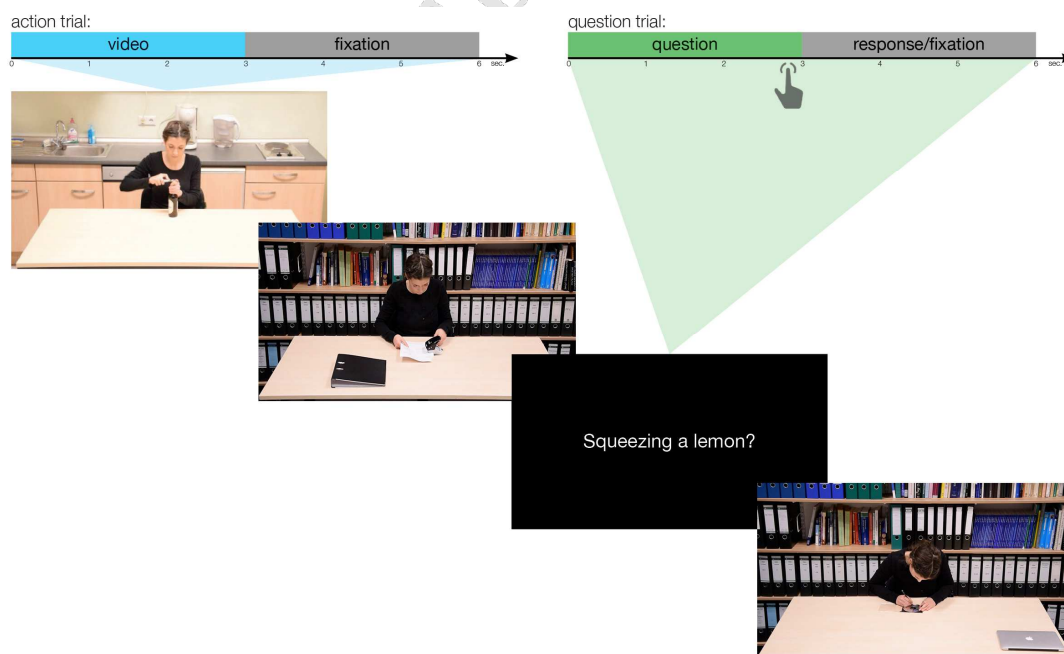 action trial:
video
fixation
0 1 2 3 4 5 6 sec.
question trial:
question
response/fixation
0 1 2 3 4 5 6 sec.
Squeezing a lemon?